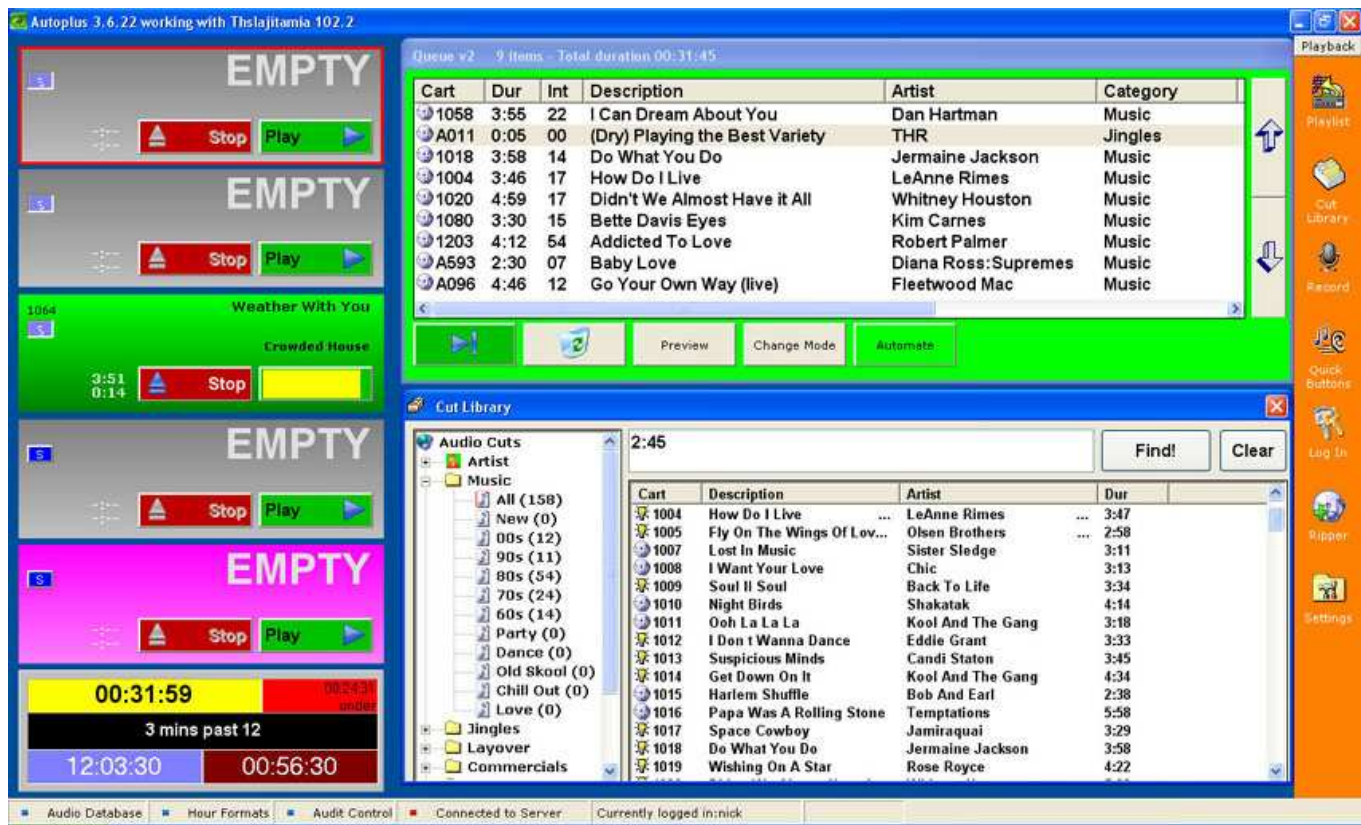 Autoplus 3.6.22 working with Thslajitamia 102.2
EMPTY
S
Stop Play
EMPTY
S
Stop Play
1064 Weather With You
S
Crowded House
3:51
0:14 Stop
EMPTY
S
Stop Play
EMPTY
S
Stop Play
00:31:59 00:24:31
under
3 mins past 12
12:03:30 00:56:30
Queue v2 9 items - Total duration 00:31:45
Cart Dur Int Description Artist Category
1058 3:55 22 I Can Dream About You Dan Hartman Music
A011 0:05 00 (Dry) Playing the Best Variety THR Jingles
1018 3:58 14 Do What You Do Jermaine Jackson Music
1004 3:46 17 How Do I Live LeAnne Rimes Music
1020 4:59 17 Didn't We Almost Have it All Whitney Houston Music
1080 3:30 15 Bette Davis Eyes Kim Carnes Music
1203 4:12 54 Addicted To Love Robert Palmer Music
A593 2:30 07 Baby Love Diana Ross:Supremes Music
A096 4:46 12 Go Your Own Way (live) Fleetwood Mac Music
Preview Change Mode Automate
Cut Library
Audio Cuts
Artist
Music
All (158)
New (0)
00s (12)
90s (11)
80s (54)
70s (24)
60s (14)
Party (0)
Dance (0)
Old Skool (0)
Chill Out (0)
Love (0)
Jingles
Layover
Commercials
2:45 Find! Clear
Cart Description Artist Dur
1004 How Do I Live ... LeAnne Rimes ... 3:47
1005 Fly On The Wings Of Lov... Olsen Brothers ... 2:58
1007 Lost In Music Sister Sledge 3:11
1008 I Want Your Love Chic 3:13
1009 Soul II Soul Back To Life 3:34
1010 Night Birds Shakatak 4:14
1011 Ooh La La La Kool And The Gang 3:18
1012 I Don t Wanna Dance Eddie Grant 3:33
1013 Suspicious Minds Candi Staton 3:45
1014 Get Down On It Kool And The Gang 4:34
1015 Harlem Shuffle Bob And Earl 2:38
1016 Papa Was A Rolling Stone Temptations 5:58
1017 Space Cowboy Jamiraquai 3:29
1018 Do What You Do Jermaine Jackson 3:58
1019 Wishing On A Star Rose Royce 4:22
Playback
Playlist
Cut
Library
Record
Quick
Buttons
Log In
Ripper
Settings
Audio Database Hour Formats Audit Control Connected to Server Currently logged in:nick